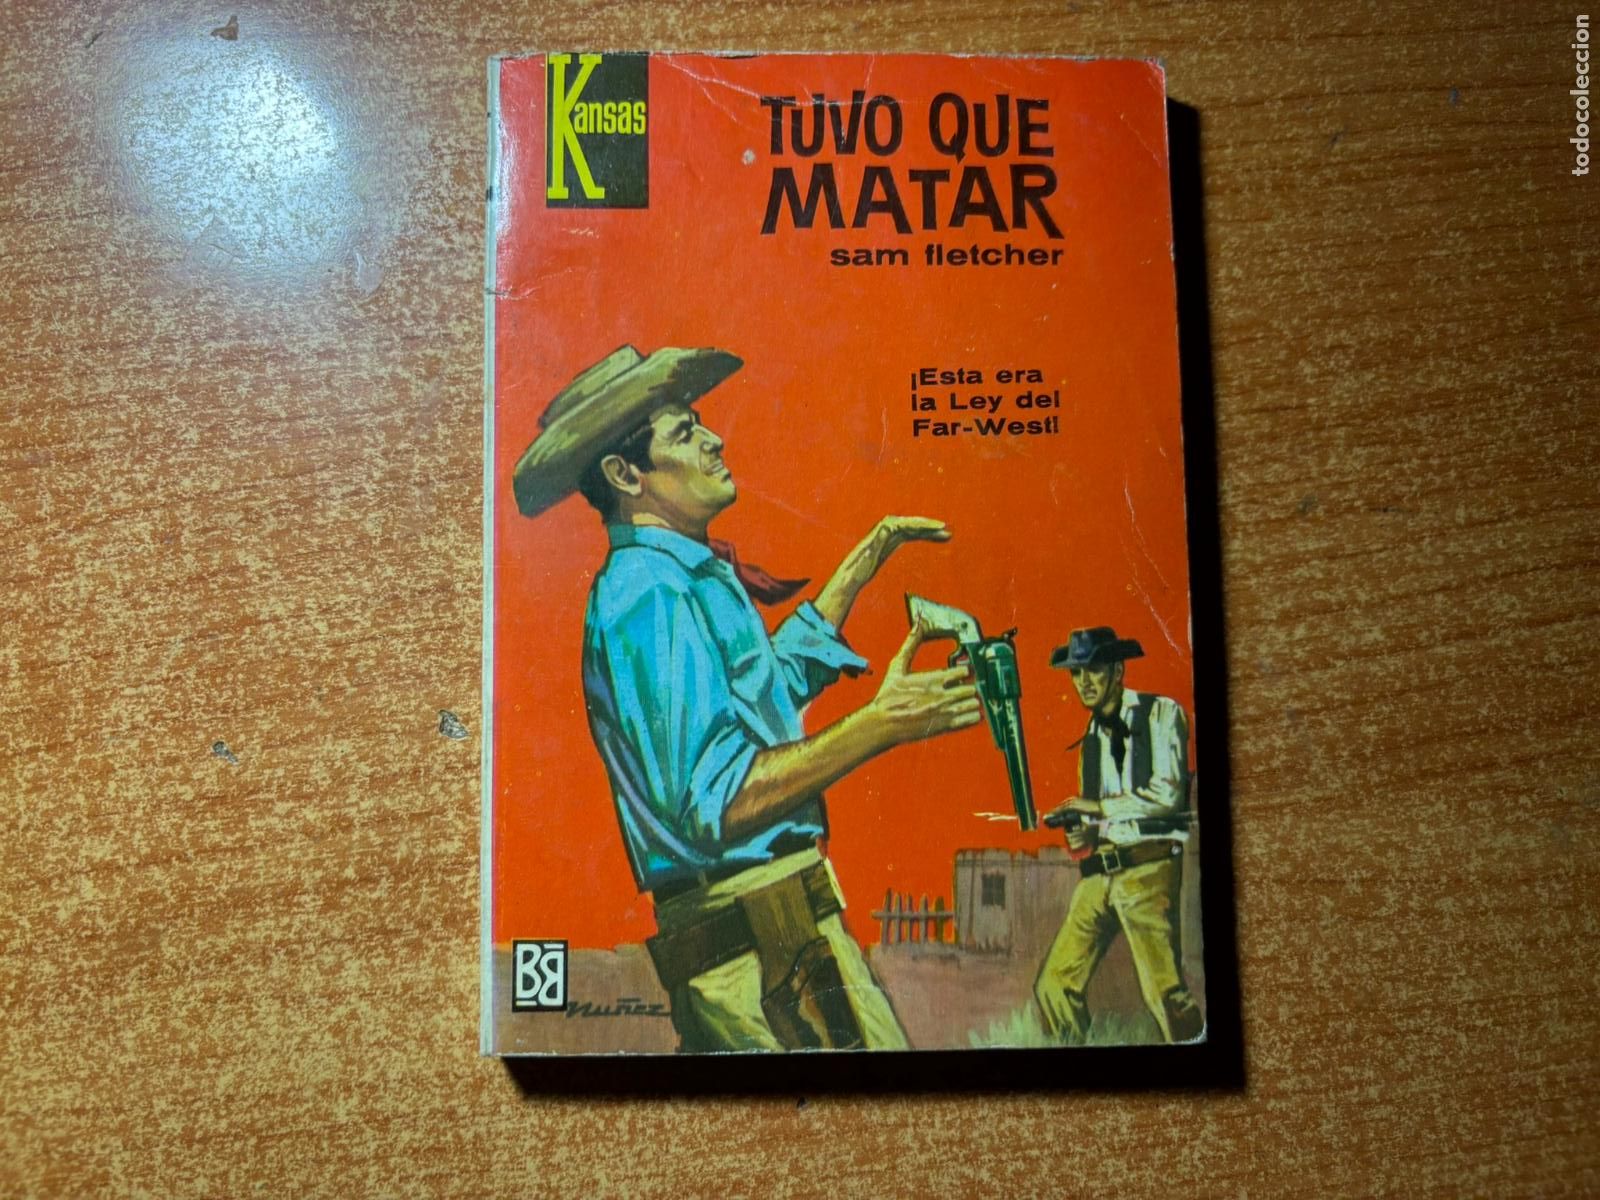 Kansas
TUVO QUE
MATAR
sam fletcher
¡Esta era
la Ley del
Far-West!
BB
Nuñez
todocoleccion